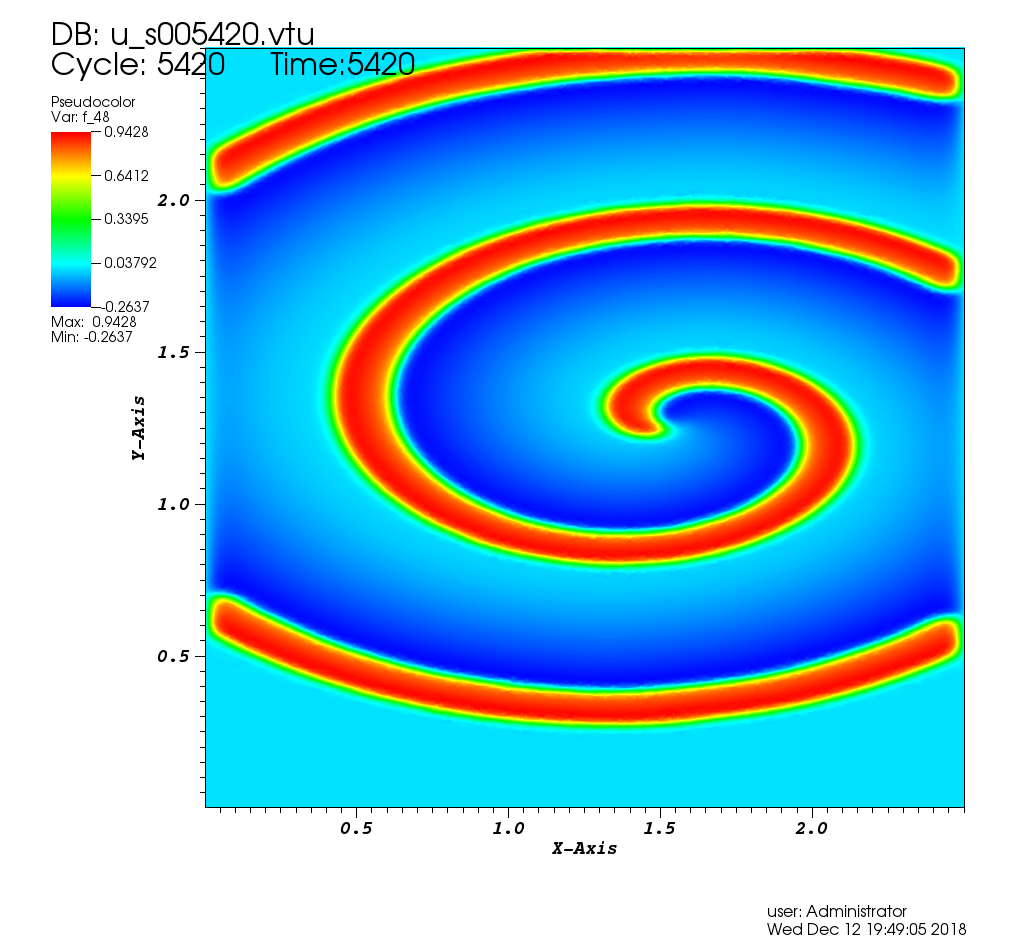 DB: u_s005420.vtu
Cycle: 5420 Time:5420
Pseudocolor
Var: f_48
0.9428
0.6412
0.3395
0.03792
-0.2637
Max: 0.9428
Min: -0.2637
2.0
1.5
1.0
0.5
Y-Axis
0.5 1.0 1.5 2.0
X-Axis
user: Administrator
Wed Dec 12 19:49:05 2018